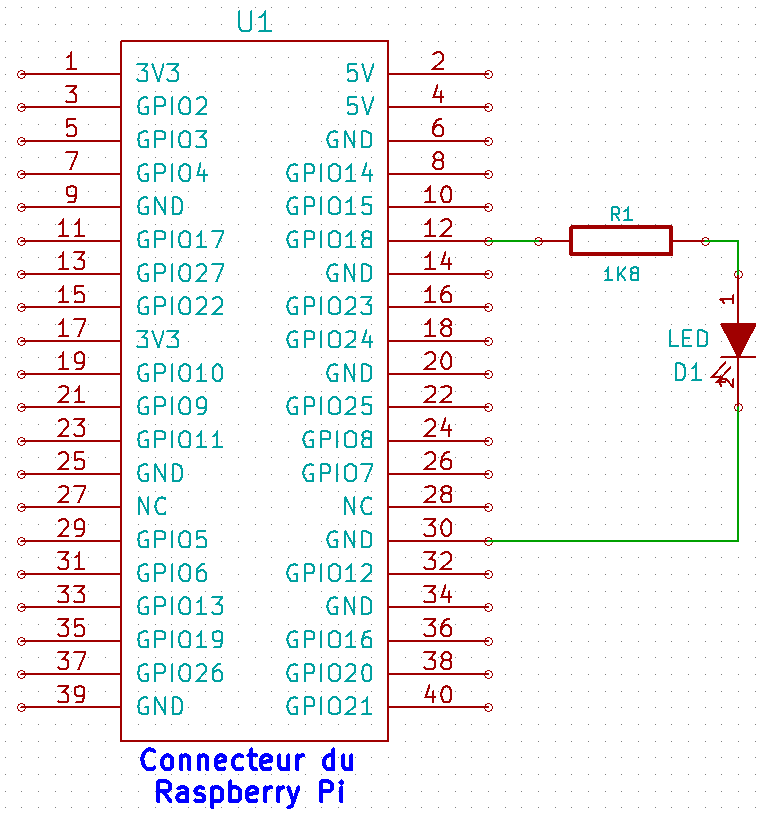 U1
1 3V3 5V 2
3 GPIO2 5V 4
5 GPIO3 GND 6
7 GPIO4 GPIO14 8
9 GND GPIO15 10
11 GPIO17 GPIO18 12
13 GPIO27 GND 14
15 GPIO22 GPIO23 16
17 3V3 GPIO24 18
19 GPIO10 GND 20
21 GPIO9 GPIO25 22
23 GPIO11 GPIO8 24
25 GND GPIO7 26
27 NC NC 28
29 GPIO5 GND 30
31 GPIO6 GPIO12 32
33 GPIO13 GND 34
35 GPIO19 GPIO16 36
37 GPIO26 GPIO20 38
39 GND GPIO21 40
R1
1K8
1
LED
D1
2
Connecteur du
Raspberry Pi